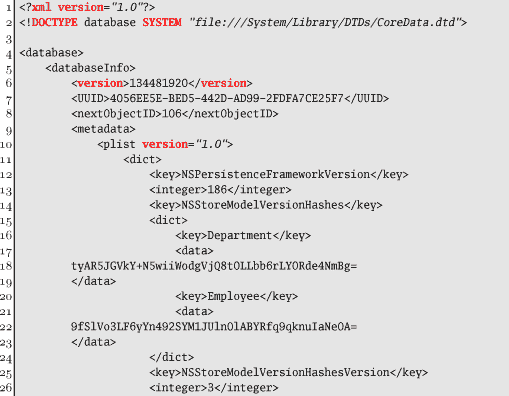 1 <?xml version="1.0"?>
2 <!DOCTYPE database SYSTEM "file:///System/Library/DTDs/CoreData.dtd">
3
4 <database>
5     <databaseInfo>
6         <version>134481920</version>
7         <UUID>4056EE5E-BED5-442D-AD99-2FDFA7CE25F7</UUID>
8         <nextObjectID>106</nextObjectID>
9         <metadata>
10             <plist version="1.0">
11                 <dict>
12                     <key>NSPersistenceFrameworkVersion</key>
13                     <integer>186</integer>
14                     <key>NSStoreModelVersionHashes</key>
15                     <dict>
16                         <key>Department</key>
17                         <data>
18         tyAR5JGVkY+N5wiiWodgVjQ8tOLLbb6rLYORde4NmBg=
19         </data>
20                         <key>Employee</key>
21                         <data>
22         9fSlVo3LF6yYn492SYM1JUlnOlABYRfq9qknuIaNeOA=
23         </data>
24                     </dict>
25                     <key>NSStoreModelVersionHashesVersion</key>
26                     <integer>3</integer>